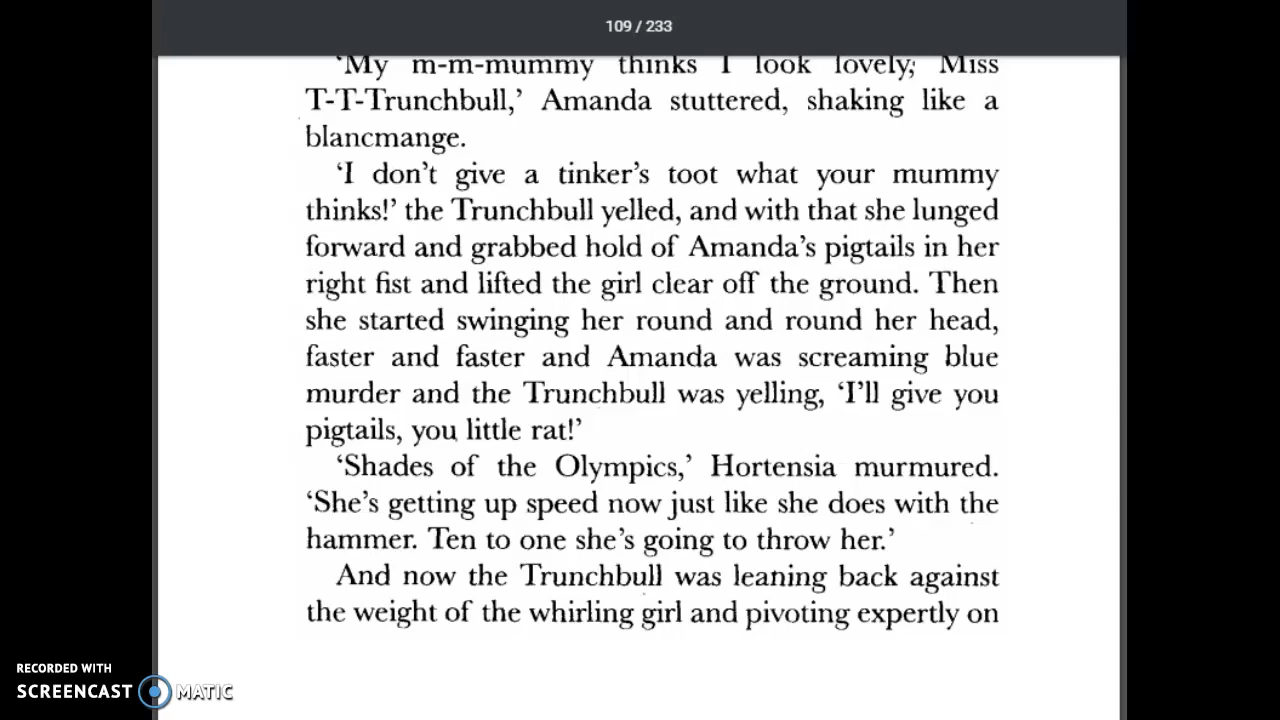 109 / 233
'My m-m-mummy thinks I look lovely, Miss
T-T-Trunchbull,' Amanda stuttered, shaking like a
blancmange.
'I don't give a tinker's toot what your mummy
thinks!' the Trunchbull yelled, and with that she lunged
forward and grabbed hold of Amanda's pigtails in her
right fist and lifted the girl clear off the ground. Then
she started swinging her round and round her head,
faster and faster and Amanda was screaming blue
murder and the Trunchbull was yelling, 'I'll give you
pigtails, you little rat!'
'Shades of the Olympics,' Hortensia murmured.
'She's getting up speed now just like she does with the
hammer. Ten to one she's going to throw her.'
And now the Trunchbull was leaning back against
the weight of the whirling girl and pivoting expertly on
RECORDED WITH
SCREENCAST MATIC